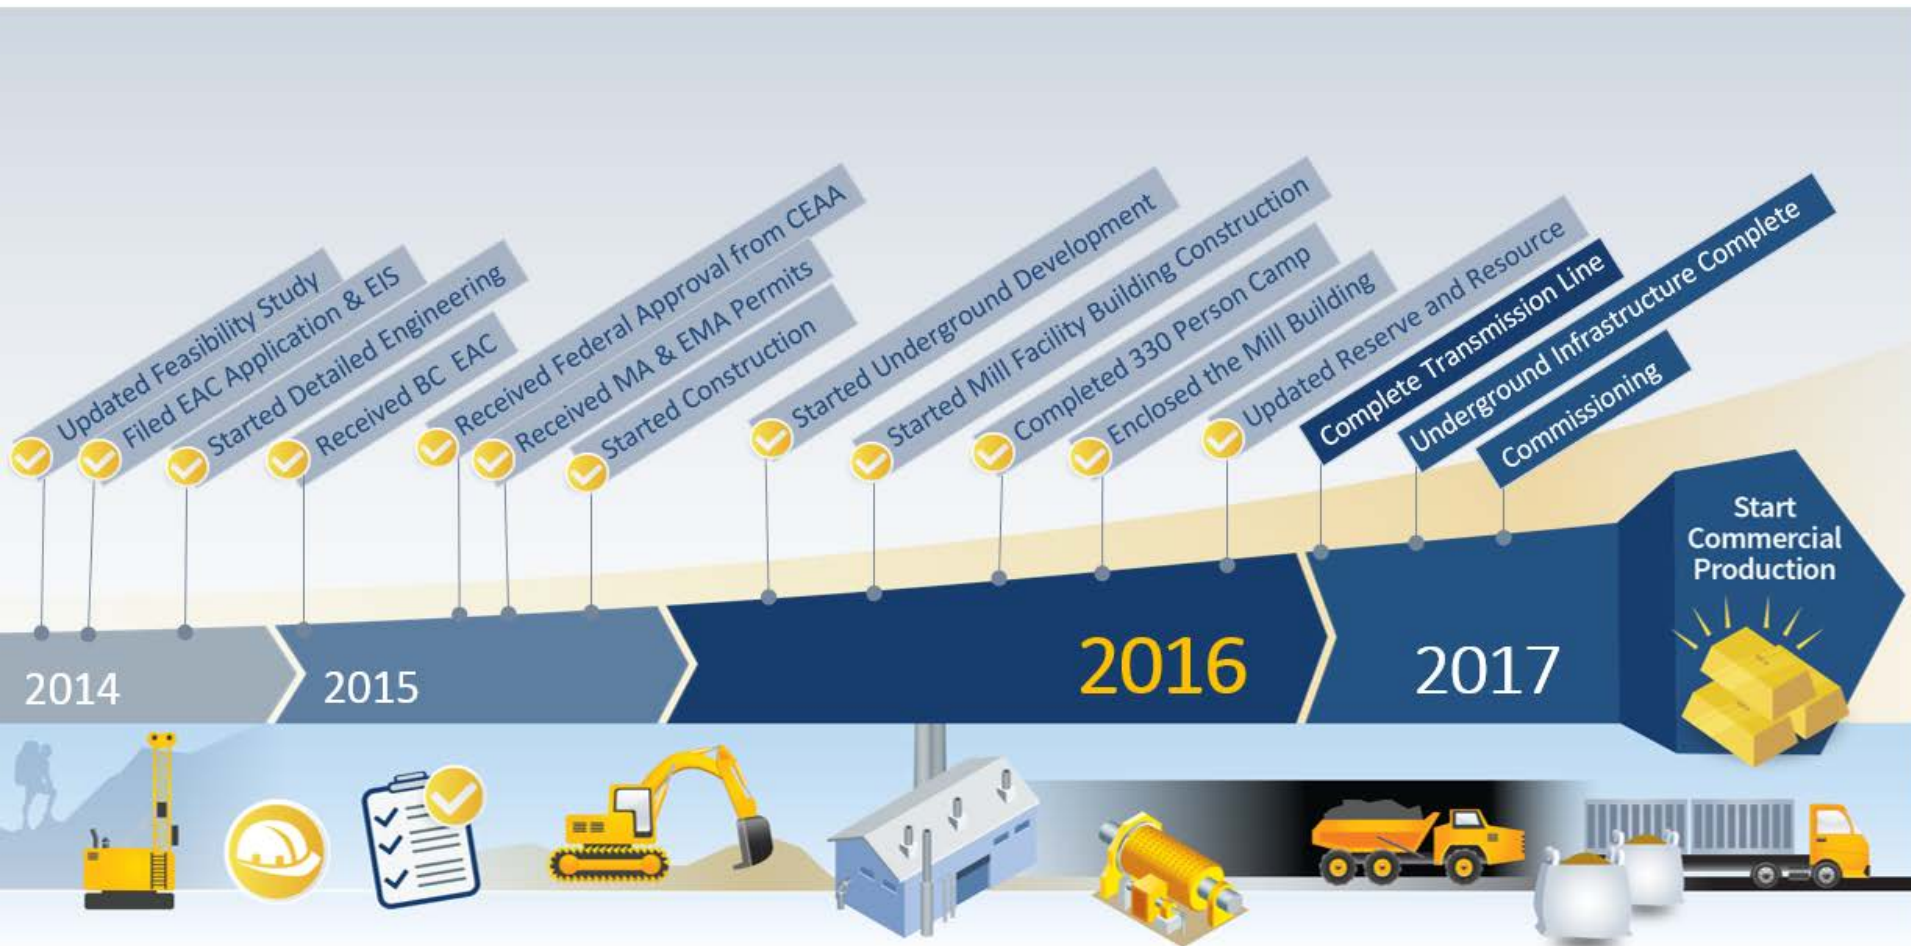 Updated Feasibility Study
Filed EAC Application & EIS
Started Detailed Engineering
Received BC EAC
Received Federal Approval from CEAA
Received MA & EMA Permits
Started Construction
Started Underground Development
Started Mill Facility Building Construction
Completed 330 Person Camp
Enclosed the Mill Building
Updated Reserve and Resource
Complete Transmission Line
Underground Infrastructure Complete
Commissioning
Start
Commercial
Production
2014
2015
2016
2017